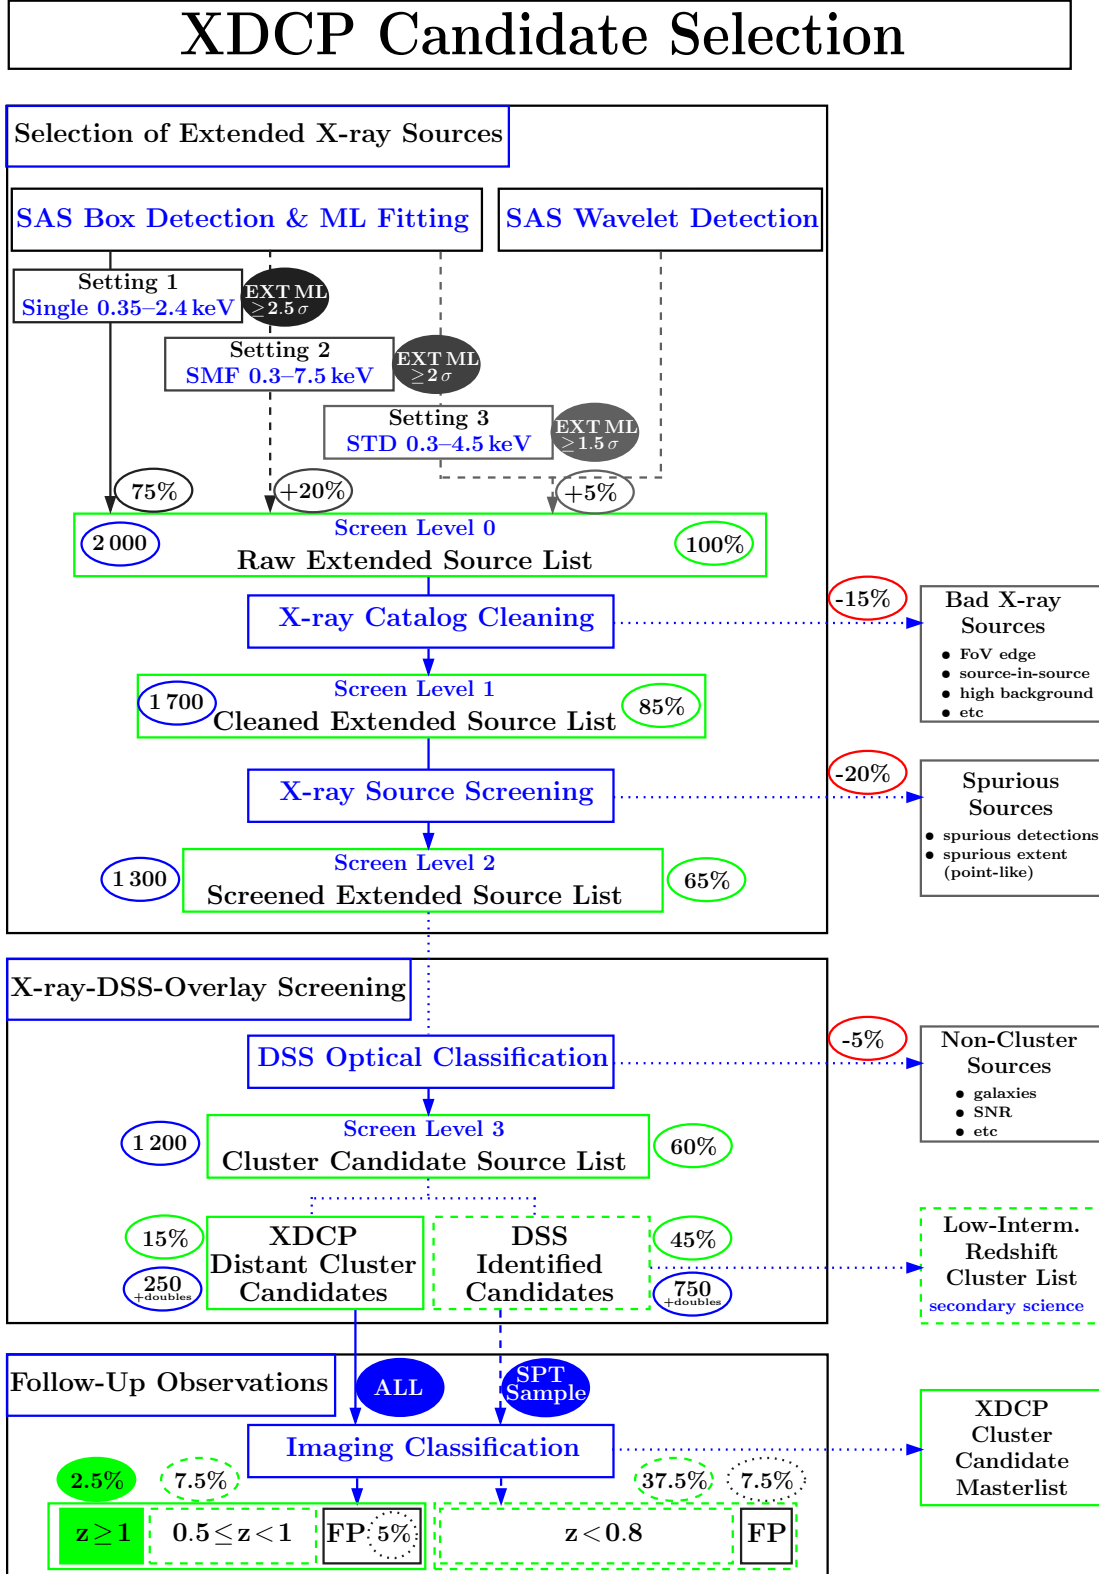 XDCP Candidate Selection
Selection of Extended X-ray Sources
SAS Box Detection & ML Fitting
SAS Wavelet Detection
Setting 1
Single 0.35–2.4 keV
EXT ML
≥2.5 σ
Setting 2
SMF 0.3–7.5 keV
EXT ML
≥2 σ
Setting 3
STD 0.3–4.5 keV
EXT ML
≥1.5 σ
75%
+20%
+5%
2 000
Screen Level 0
Raw Extended Source List
100%
X-ray Catalog Cleaning
-15%
Bad X-ray
Sources
• FoV edge
• source-in-source
• high background
• etc
1 700
Screen Level 1
Cleaned Extended Source List
85%
X-ray Source Screening
-20%
Spurious
Sources
• spurious detections
• spurious extent
(point-like)
1 300
Screen Level 2
Screened Extended Source List
65%
X-ray-DSS-Overlay Screening
DSS Optical Classification
-5%
Non-Cluster
Sources
• galaxies
• SNR
• etc
1 200
Screen Level 3
Cluster Candidate Source List
60%
15%
250
+doubles
XDCP
Distant Cluster
Candidates
DSS
Identified
Candidates
45%
750
+doubles
Low-Interm.
Redshift
Cluster List
secondary science
Follow-Up Observations
ALL
SPT
Sample
Imaging Classification
XDCP
Cluster
Candidate
Masterlist
2.5%
7.5%
37.5%
7.5%
z≥1
0.5≤z<1
FP
5%
z<0.8
FP